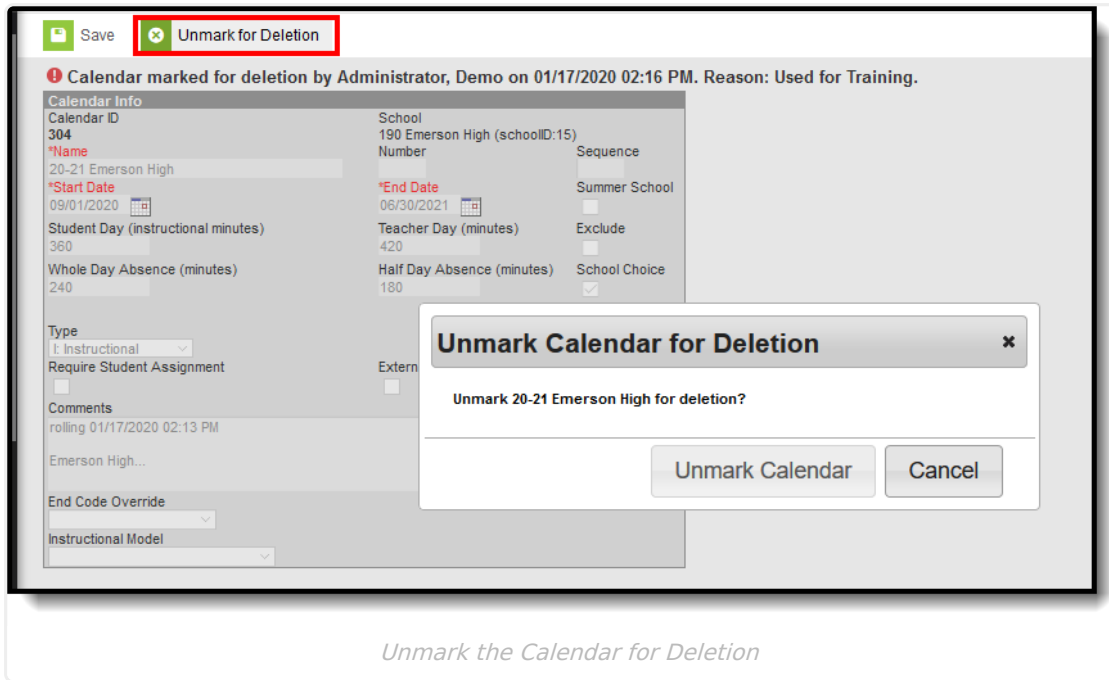 Save Unmark for Deletion
Calendar marked for deletion by Administrator, Demo on 01/17/2020 02:16 PM. Reason: Used for Training.
Calendar Info
Calendar ID School
304 190 Emerson High (schoolID:15)
*Name Number Sequence
20-21 Emerson High
*Start Date *End Date Summer School
09/01/2020 06/30/2021
Student Day (instructional minutes) Teacher Day (minutes) Exclude
360 420
Whole Day Absence (minutes) Half Day Absence (minutes) School Choice
240 180
Type
I: Instructional
Require Student Assignment Extern
Comments
rolling 01/17/2020 02:13 PM
Emerson High...
End Code Override
Instructional Model
Unmark Calendar for Deletion
Unmark 20-21 Emerson High for deletion?
Unmark Calendar Cancel
Unmark the Calendar for Deletion